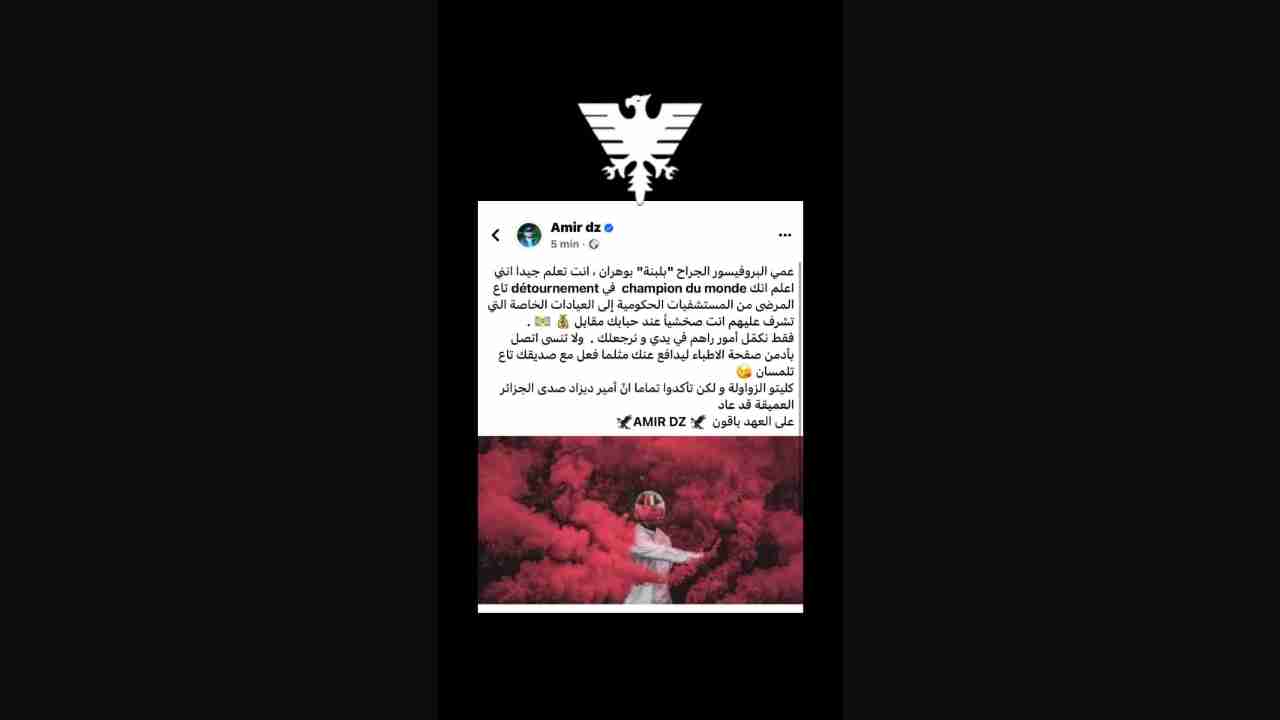 Amir dz
5 min ·
عمي البروفيسور الجراح "بلبنة" بوهران ، انت تعلم جيدا انني
اعلم انك champion du monde في détournement تاع
المرضى من المستشفيات الحكومية إلى العيادات الخاصة التي
تشرف عليهم انت صخشياً عند حبابك مقابل 💰 💵 .
فقط نكمّل أمور راهم في يدي و نرجعلك . ولا تنسى اتصل
بأدمن صفحة الاطباء ليدافع عنك مثلما فعل مع صديقك تاع
تلمسان 😘
كليتو الزواولة و لكن تأكدوا تماما انّ أمير ديزاد صدى الجزائر
العميقة قد عاد
على العهد باقون 🦅 AMIR DZ🦅